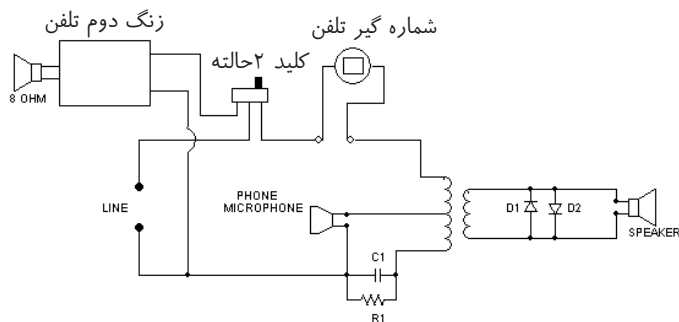 زنگ دوم تلفن
شماره گیر تلفن
کلید ۲حالته
8 OHM
LINE
PHONE
MICROPHONE
D1
D2
SPEAKER
C1
R1